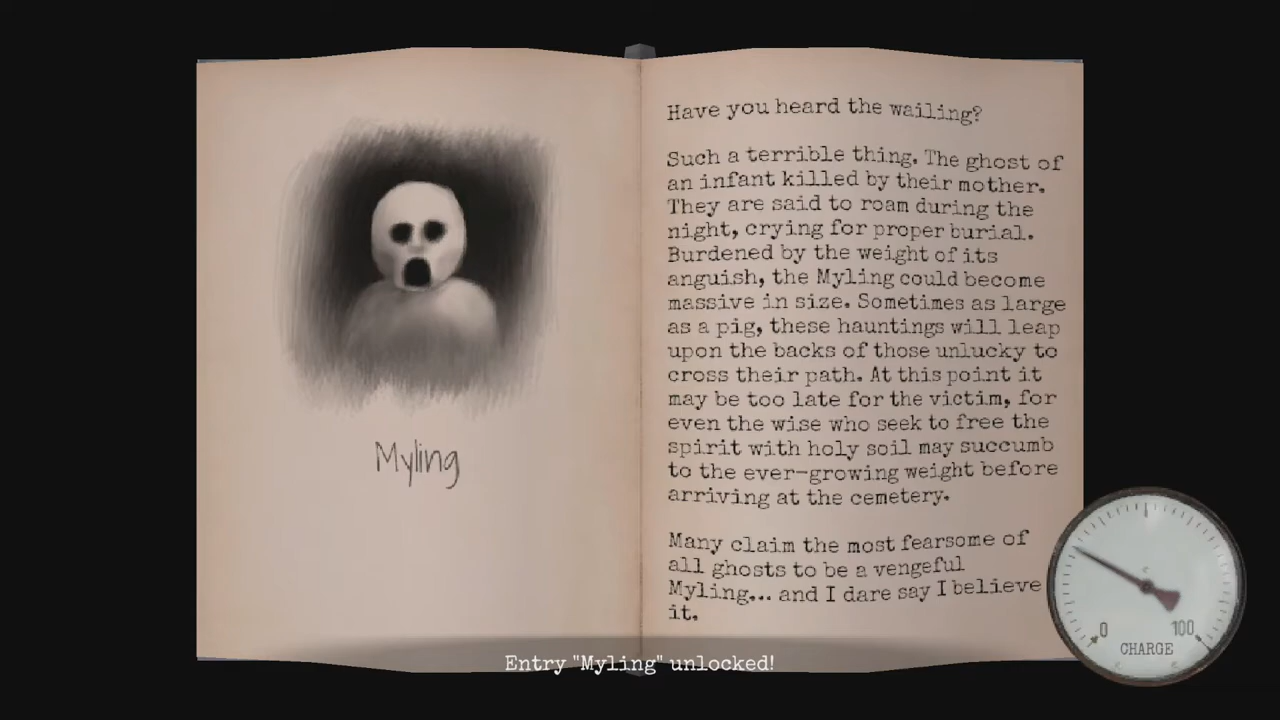 Myling
Have you heard the wailing?
Such a terrible thing. The ghost of
an infant killed by their mother.
They are said to roam during the
night, crying for proper burial.
Burdened by the weight of its
anguish, the Myling could become
massive in size. Sometimes as large
as a pig, these hauntings will leap
upon the backs of those unlucky to
cross their path. At this point it
may be too late for the victim, for
even the wise who seek to free the
spirit with holy soil may succumb
to the ever-growing weight before
arriving at the cemetery.
Many claim the most fearsome of
all ghosts to be a vengeful
Myling... and I dare say I believe
it.
0
100
CHARGE
Entry "Myling" unlocked!